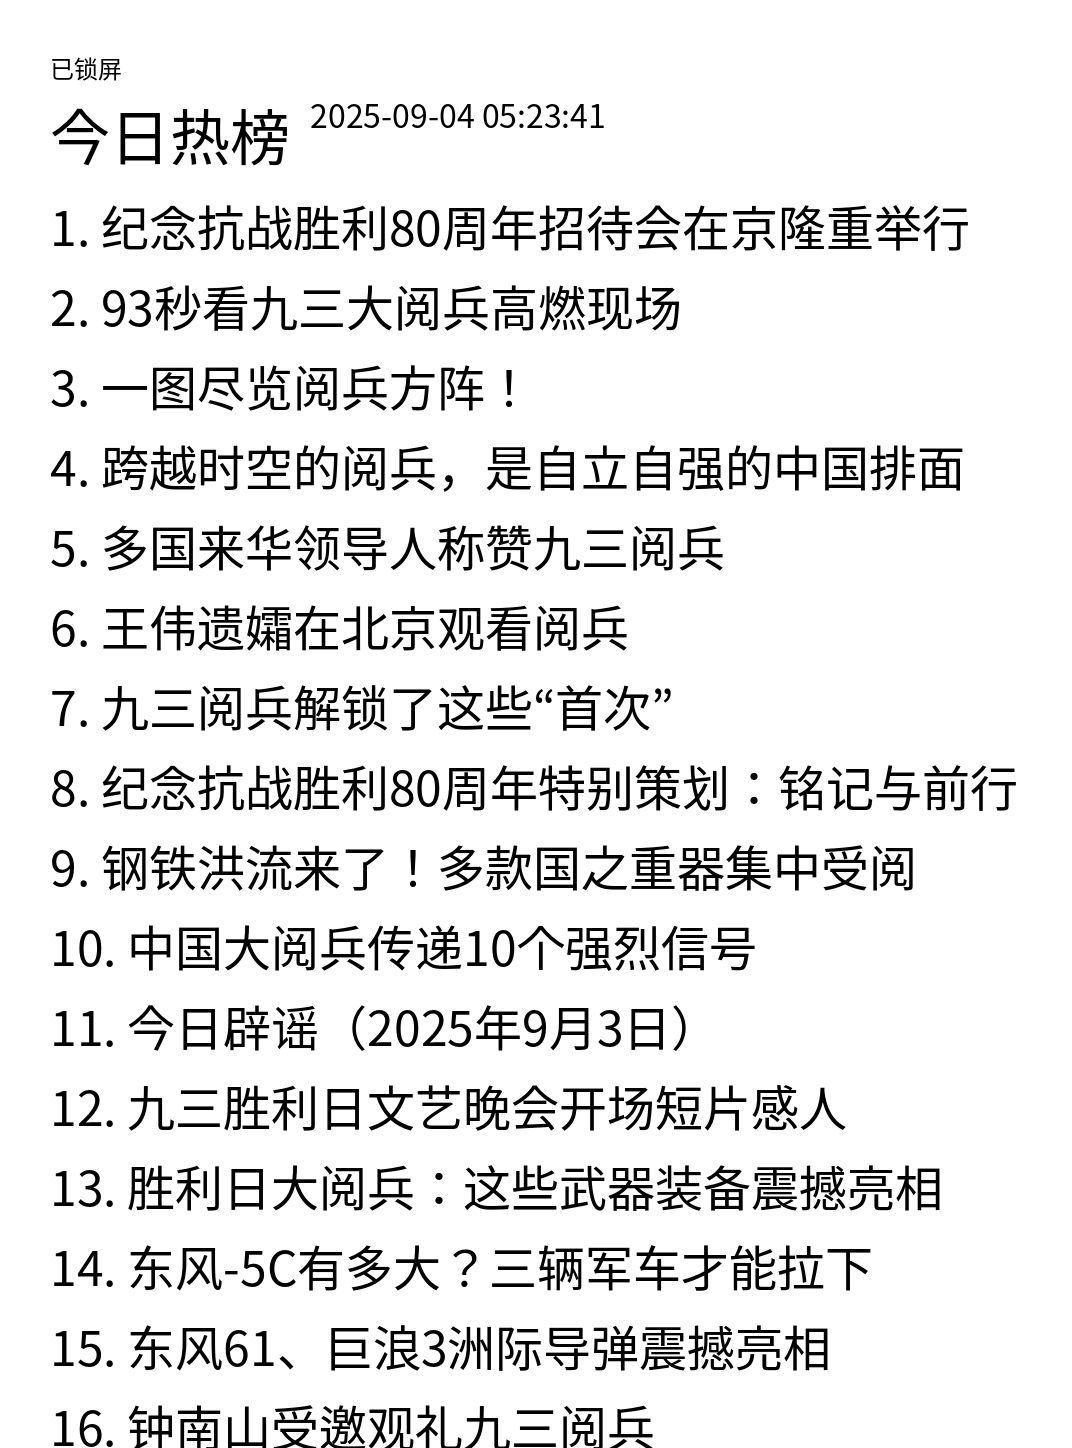 已锁屏
今日热榜 2025-09-04 05:23:41
1. 纪念抗战胜利80周年招待会在京隆重举行
2. 93秒看九三大阅兵高燃现场
3. 一图尽览阅兵方阵！
4. 跨越时空的阅兵，是自立自强的中国排面
5. 多国来华领导人称赞九三阅兵
6. 王伟遗孀在北京观看阅兵
7. 九三阅兵解锁了这些“首次”
8. 纪念抗战胜利80周年特别策划：铭记与前行
9. 钢铁洪流来了！多款国之重器集中受阅
10. 中国大阅兵传递10个强烈信号
11. 今日辟谣（2025年9月3日）
12. 九三胜利日文艺晚会开场短片感人
13. 胜利日大阅兵：这些武器装备震撼亮相
14. 东风-5C有多大？三辆军车才能拉下
15. 东风61、巨浪3洲际导弹震撼亮相
16. 钟南山受邀观礼九三阅兵